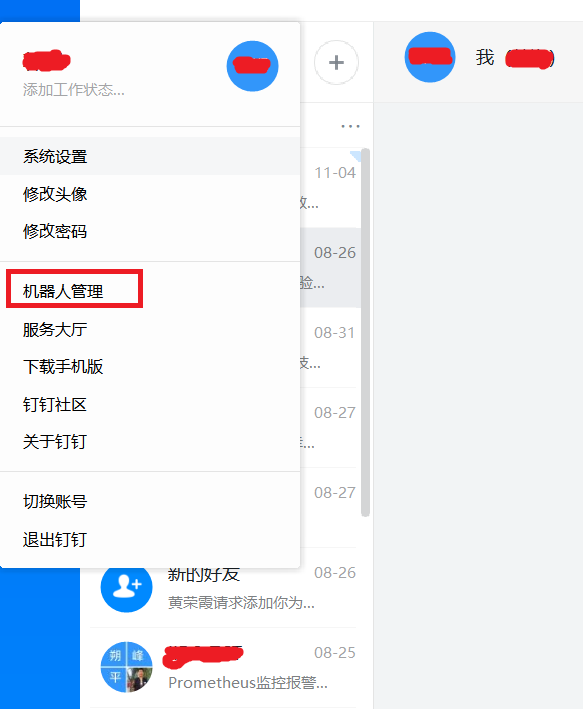 添加工作状态...
系统设置
修改头像
修改密码
机器人管理
服务大厅
下载手机版
钉钉社区
关于钉钉
切换账号
退出钉钉
我 ( )
11-04
...
08-26
验...
08-31
技...
08-27
...
08-27
新的好友
08-26
黄荣霞请求添加你为...
朔 峰
平
08-25
Prometheus监控报警...